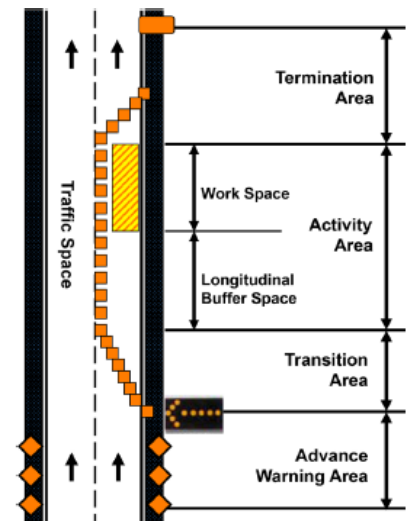 Termination
Area
Work Space
Activity
Area
Traffic Space
Longitudinal
Buffer Space
Transition
Area
Advance
Warning Area